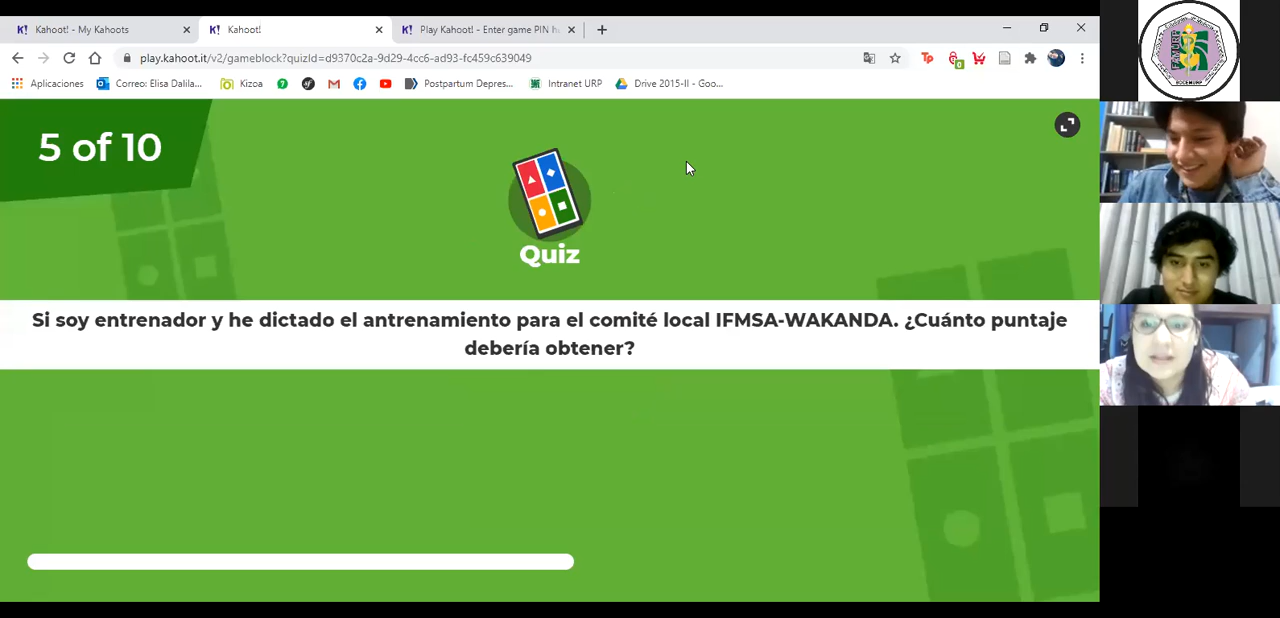 Kahoot! - My Kahoots
Kahoot!
Play Kahoot! - Enter game PIN h
play.kahoot.it/v2/gameblock?quizId=d9370c2a-9d29-4cc6-ad93-fc459c639049
Aplicaciones
Correo: Elisa Dalila...
Kizoa
Postpartum Depres...
Intranet URP
Drive 2015-II - Goo...
5 of 10
Quiz
Si soy entrenador y he dictado el antrenamiento para el comité local IFMSA-WAKANDA. ¿Cuánto puntaje
debería obtener?